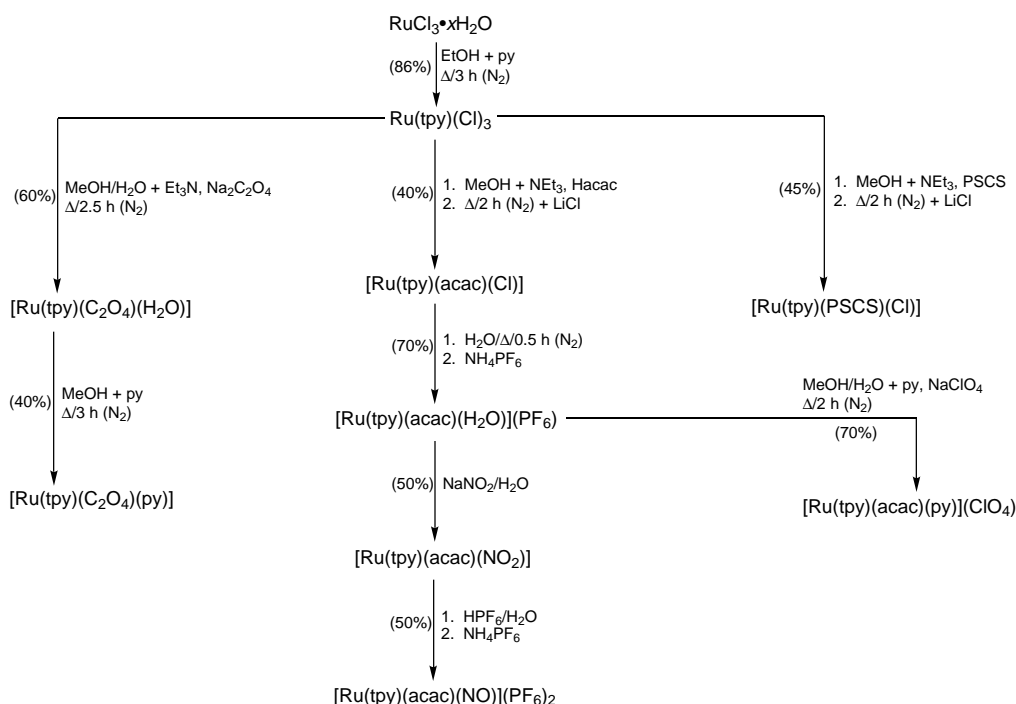 RuCl₃•xH₂O
(86%)
EtOH + py
Δ/3 h (N₂)
Ru(tpy)(Cl)₃
(60%)
MeOH/H₂O + Et₃N, Na₂C₂O₄
Δ/2.5 h (N₂)
(40%)
1. MeOH + NEt₃, Hacac
2. Δ/2 h (N₂) + LiCl
(45%)
1. MeOH + NEt₃, PSCS
2. Δ/2 h (N₂) + LiCl
[Ru(tpy)(C₂O₄)(H₂O)]
[Ru(tpy)(acac)(Cl)]
[Ru(tpy)(PSCS)(Cl)]
(40%)
MeOH + py
Δ/3 h (N₂)
(70%)
1. H₂O/Δ/0.5 h (N₂)
2. NH₄PF₆
[Ru(tpy)(acac)(H₂O)](PF₆)
MeOH/H₂O + py, NaClO₄
Δ/2 h (N₂)
(70%)
[Ru(tpy)(C₂O₄)(py)]
(50%)
NaNO₂/H₂O
[Ru(tpy)(acac)(py)](ClO₄)
[Ru(tpy)(acac)(NO₂)]
(50%)
1. HPF₆/H₂O
2. NH₄PF₆
[Ru(tpy)(acac)(NO)](PF₆)₂